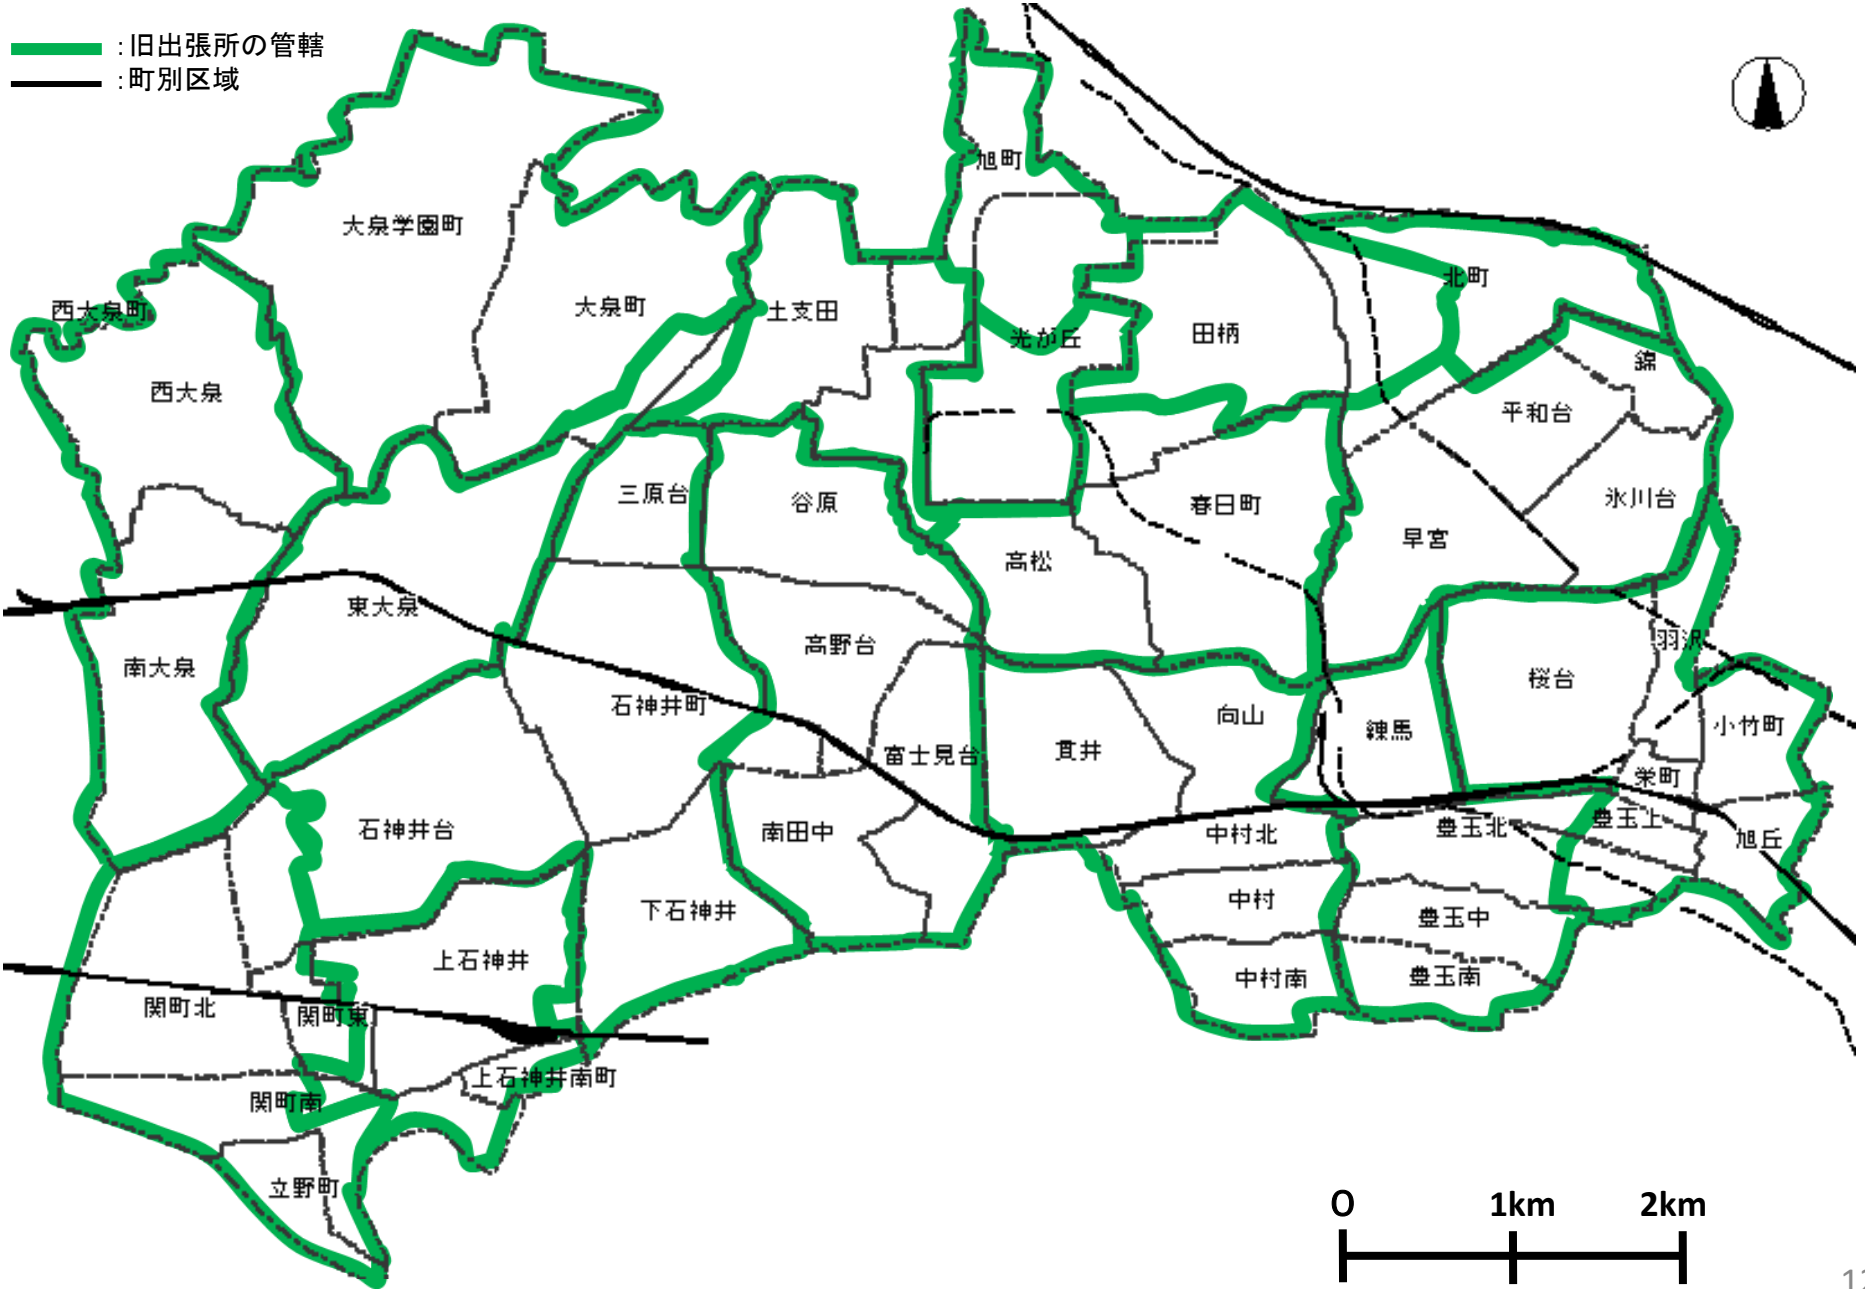 :旧出張所の管轄
:町別区域
旭町
大泉学園町
北町
西大泉町
大泉町
土支田
光が丘
田柄
錦
西大泉
平和台
三原台
谷原
春日町
氷川台
早宮
高松
東大泉
高野台
羽沢
南大泉
桜台
石神井町
向山
練馬
小竹町
富士見台
貫井
栄町
石神井台
南田中
中村北
豊玉北
豊玉上
旭丘
下石神井
中村
豊玉中
上石神井
中村南
豊玉南
関町北
関町東
上石神井南町
関町南
立野町
0 1km 2km